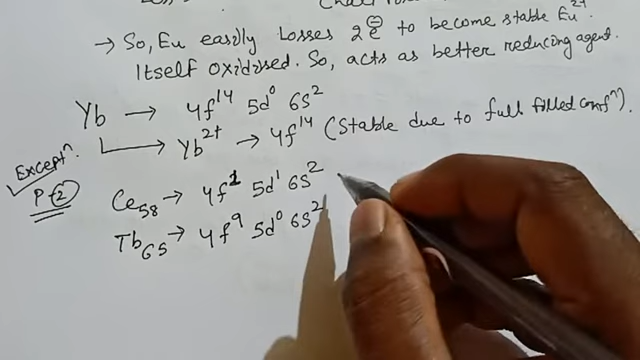 → So, Eu easily Losses 2e⊖ to become stable Eu²⁺.
Itself oxidised. So, acts as better reducing agent.
Yb → 4f¹⁴ 5d⁰ 6s²
Exceptⁿ. → Yb²⁺ → 4f¹⁴ (Stable due to full filled confⁿ).
P-②
Ce₅₈ → 4f¹ 5d¹ 6s²
Tb₆₅ → 4f⁹ 5d⁰ 6s²